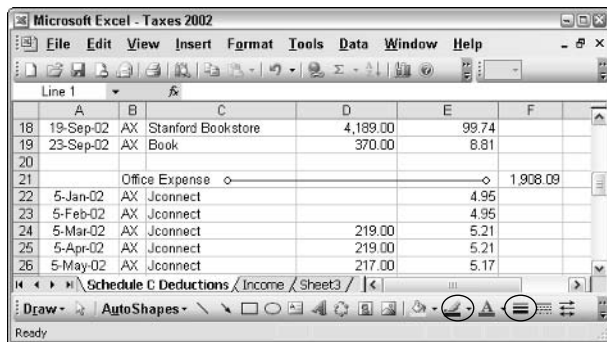 Microsoft Excel - Taxes 2002
File Edit View Insert Format Tools Data Window Help
Line 1 fx
A B C D E F
18 19-Sep-02 AX Stanford Bookstore 4,189.00 99.74
19 23-Sep-02 AX Book 370.00 8.81
20
21 Office Expense 1,908.09
22 5-Jan-02 AX Jconnect 4.95
23 5-Feb-02 AX Jconnect 4.95
24 5-Mar-02 AX Jconnect 219.00 5.21
25 5-Apr-02 AX Jconnect 219.00 5.21
26 5-May-02 AX Jconnect 217.00 5.17
Schedule C Deductions / Income / Sheet3 /
Draw AutoShapes A
Ready